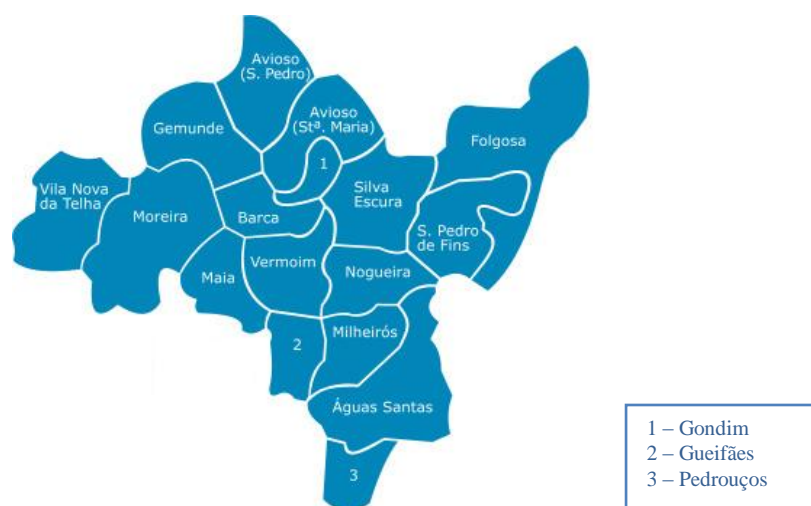 Avioso
(S. Pedro)
Avioso
(Stª. Maria)
Gemunde
Folgosa
1
Vila Nova
da Telha
Silva
Escura
Moreira
Barca
S. Pedro
de Fins
Vermoim
Nogueira
Maia
2
Milheirós
Águas Santas
3
1 – Gondim
2 – Gueifães
3 – Pedrouços